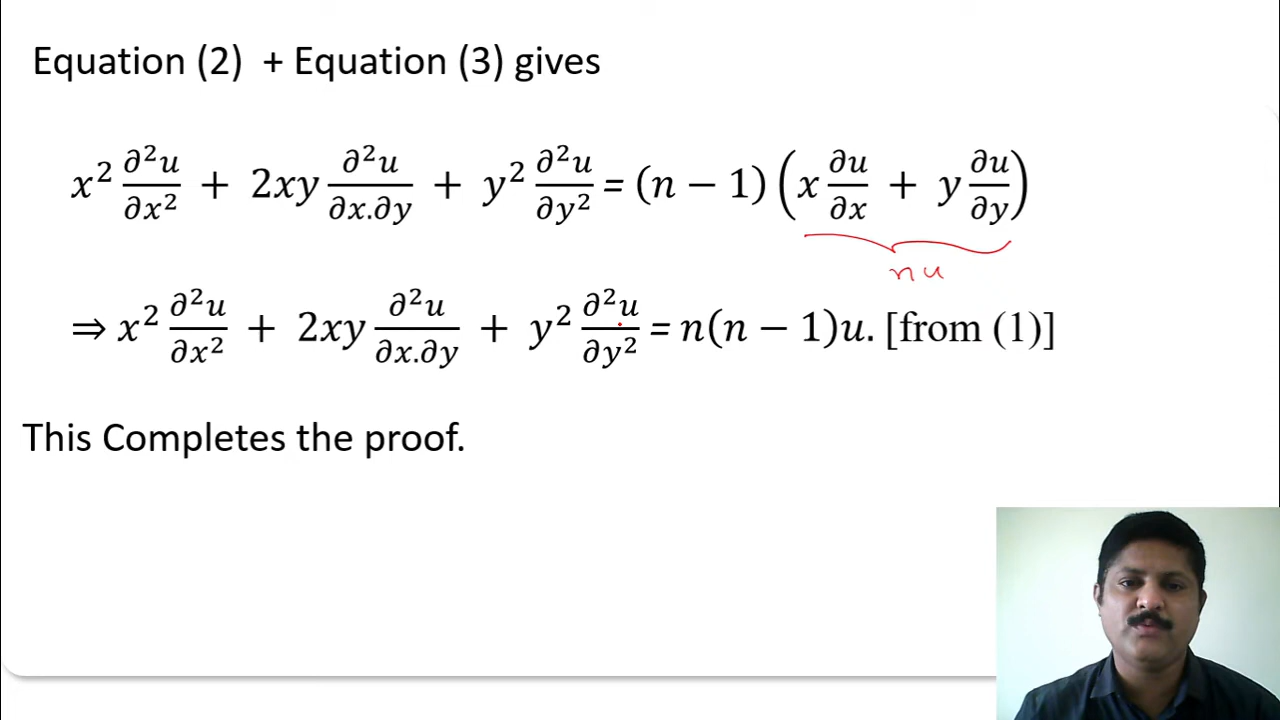 Equation (2) + Equation (3) gives
x² ∂²u/∂x² + 2xy ∂²u/∂x.∂y + y² ∂²u/∂y² = (n − 1) (x ∂u/∂x + y ∂u/∂y)
nu
⇒ x² ∂²u/∂x² + 2xy ∂²u/∂x.∂y + y² ∂²u/∂y² = n(n − 1)u. [from (1)]
This Completes the proof.